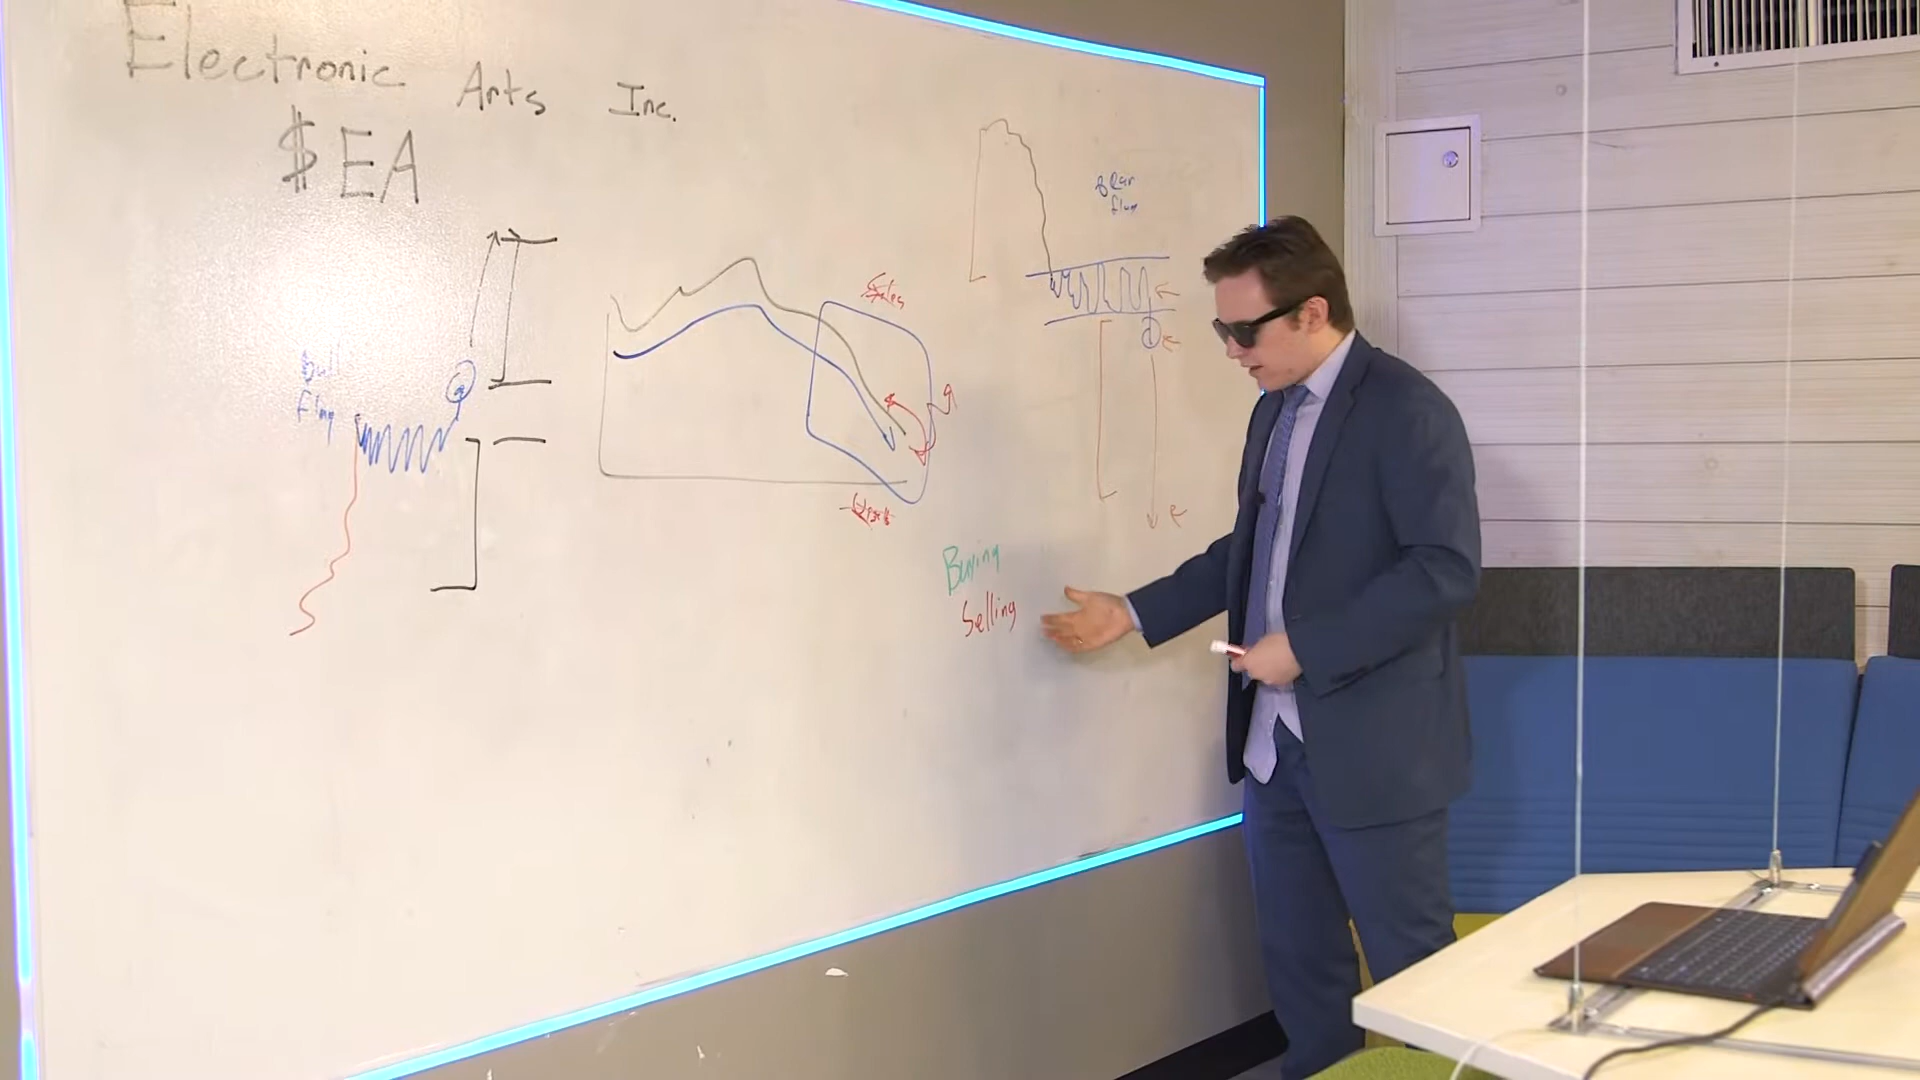 Electronic Arts Inc.
$EA
Bull
Flag
Sales
Bear
flag
Buying
Selling